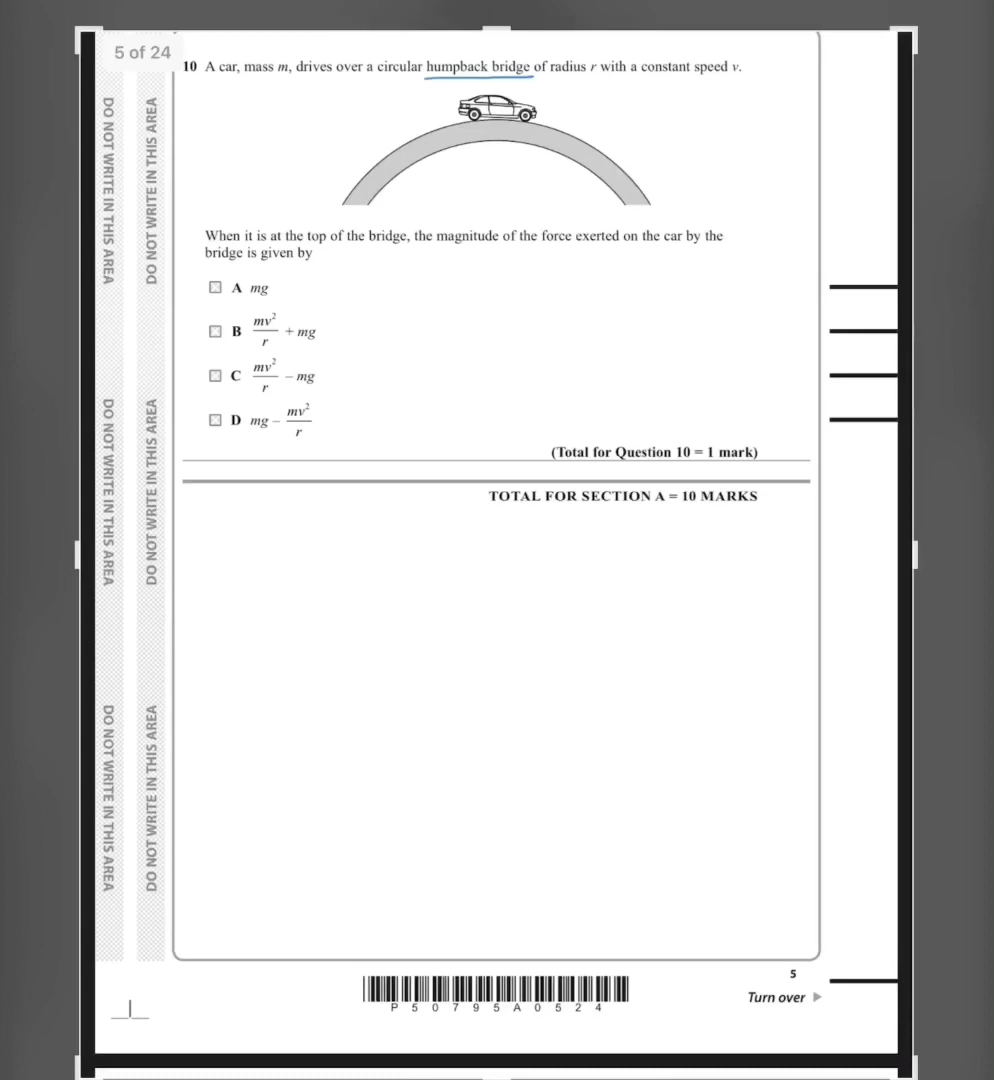 5 of 24
10 A car, mass m, drives over a circular humpback bridge of radius r with a constant speed v.
When it is at the top of the bridge, the magnitude of the force exerted on the car by the
bridge is given by
A mg
B mv²/r + mg
C mv²/r – mg
D mg – mv²/r
(Total for Question 10 = 1 mark)
TOTAL FOR SECTION A = 10 MARKS
DO NOT WRITE IN THIS AREA
DO NOT WRITE IN THIS AREA
DO NOT WRITE IN THIS AREA
DO NOT WRITE IN THIS AREA
DO NOT WRITE IN THIS AREA
DO NOT WRITE IN THIS AREA
P 5 0 7 9 5 A 0 5 2 4
5
Turn over